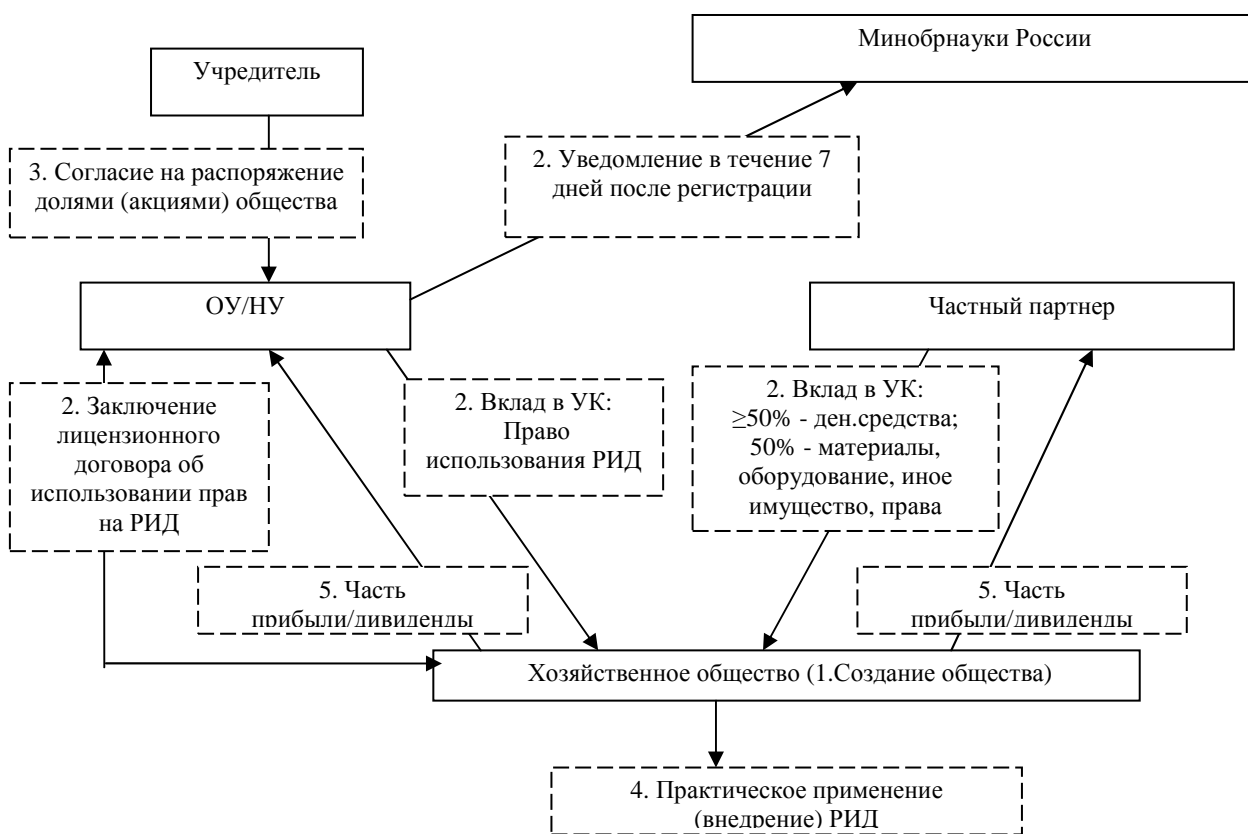 Минобрнауки России
Учредитель
3. Согласие на распоряжение
долями (акциями) общества
2. Уведомление в течение 7
дней после регистрации
ОУ/НУ
Частный партнер
2. Заключение
лицензионного
договора об
использовании прав
на РИД
2. Вклад в УК:
Право
использования РИД
2. Вклад в УК:
≥50% - ден.средства;
50% - материалы,
оборудование, иное
имущество, права
5. Часть
прибыли/дивиденды
5. Часть
прибыли/дивиденды
Хозяйственное общество (1.Создание общества)
4. Практическое применение
(внедрение) РИД